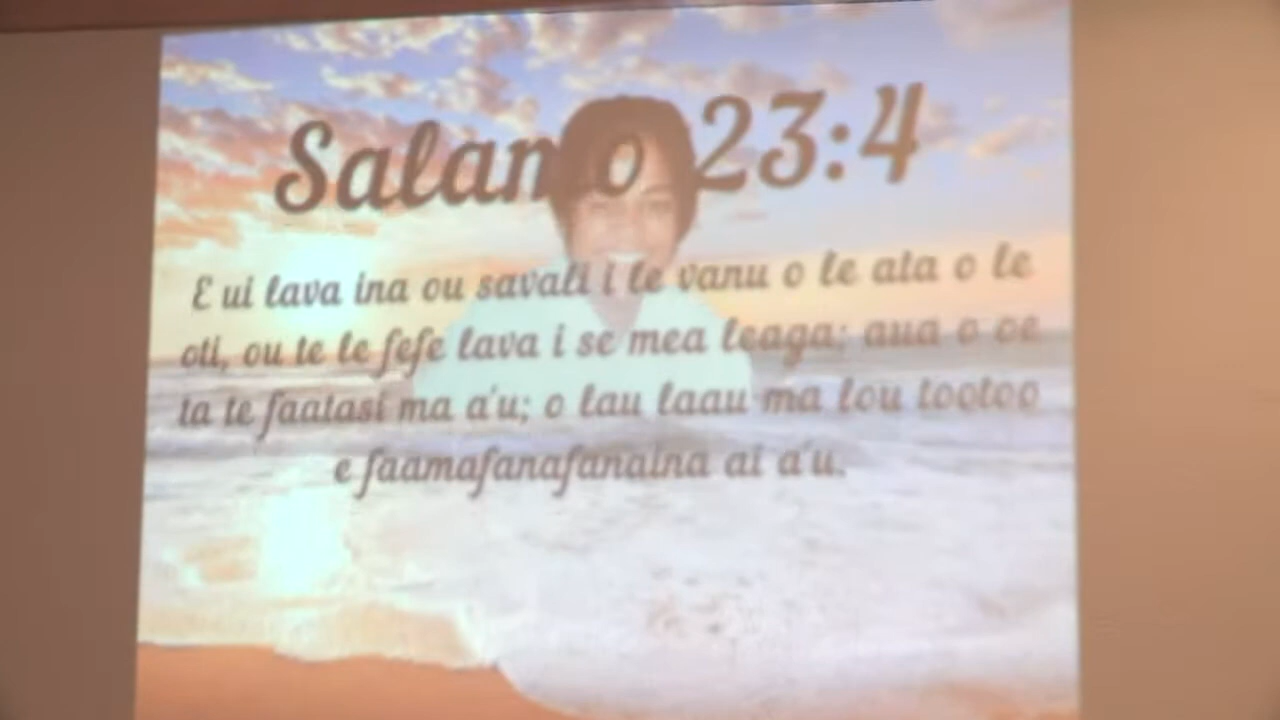 Salamo 23:4
E ui lava ina ou savali i le vanu o le ata o le
oti, ou te le fefe lava i se mea leaga; aua o oe
ta te faatasi ma a'u; o lau laau ma lou tootoo
e faamafanafanaina ai a'u.